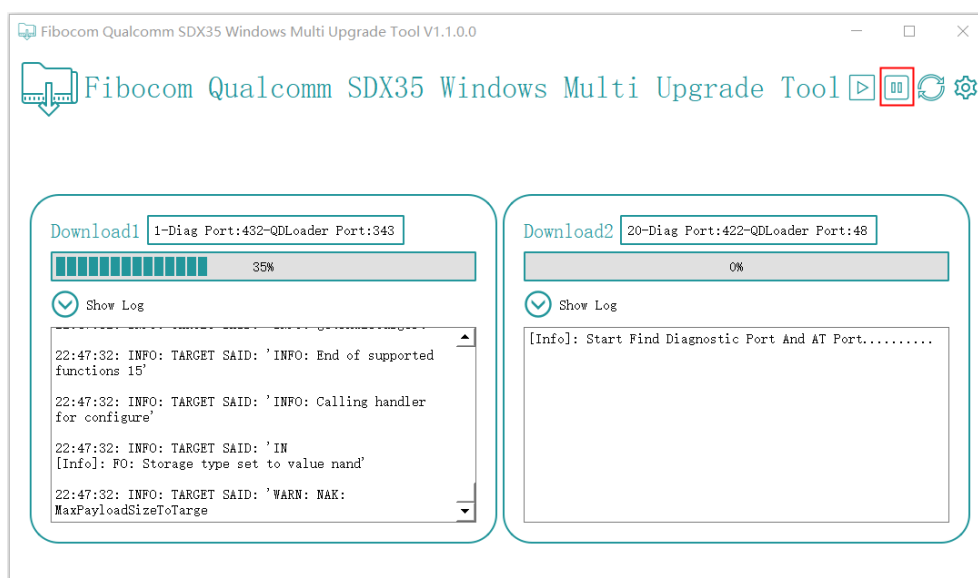 Fibocom Qualcomm SDX35 Windows Multi Upgrade Tool V1.1.0.0
Fibocom Qualcomm SDX35 Windows Multi Upgrade Tool
Download1
1-Diag Port:432-QDLoader Port:343
35%
Show Log
22:47:32: INFO: TARGET SAID: 'INFO: End of supported
functions 15'
22:47:32: INFO: TARGET SAID: 'INFO: Calling handler
for configure'
22:47:32: INFO: TARGET SAID: 'IN
[Info]: FO: Storage type set to value nand'
22:47:32: INFO: TARGET SAID: 'WARN: NAK:
MaxPayloadSizeToTarge
Download2
20-Diag Port:422-QDLoader Port:48
0%
Show Log
[Info]: Start Find Diagnostic Port And AT Port..........